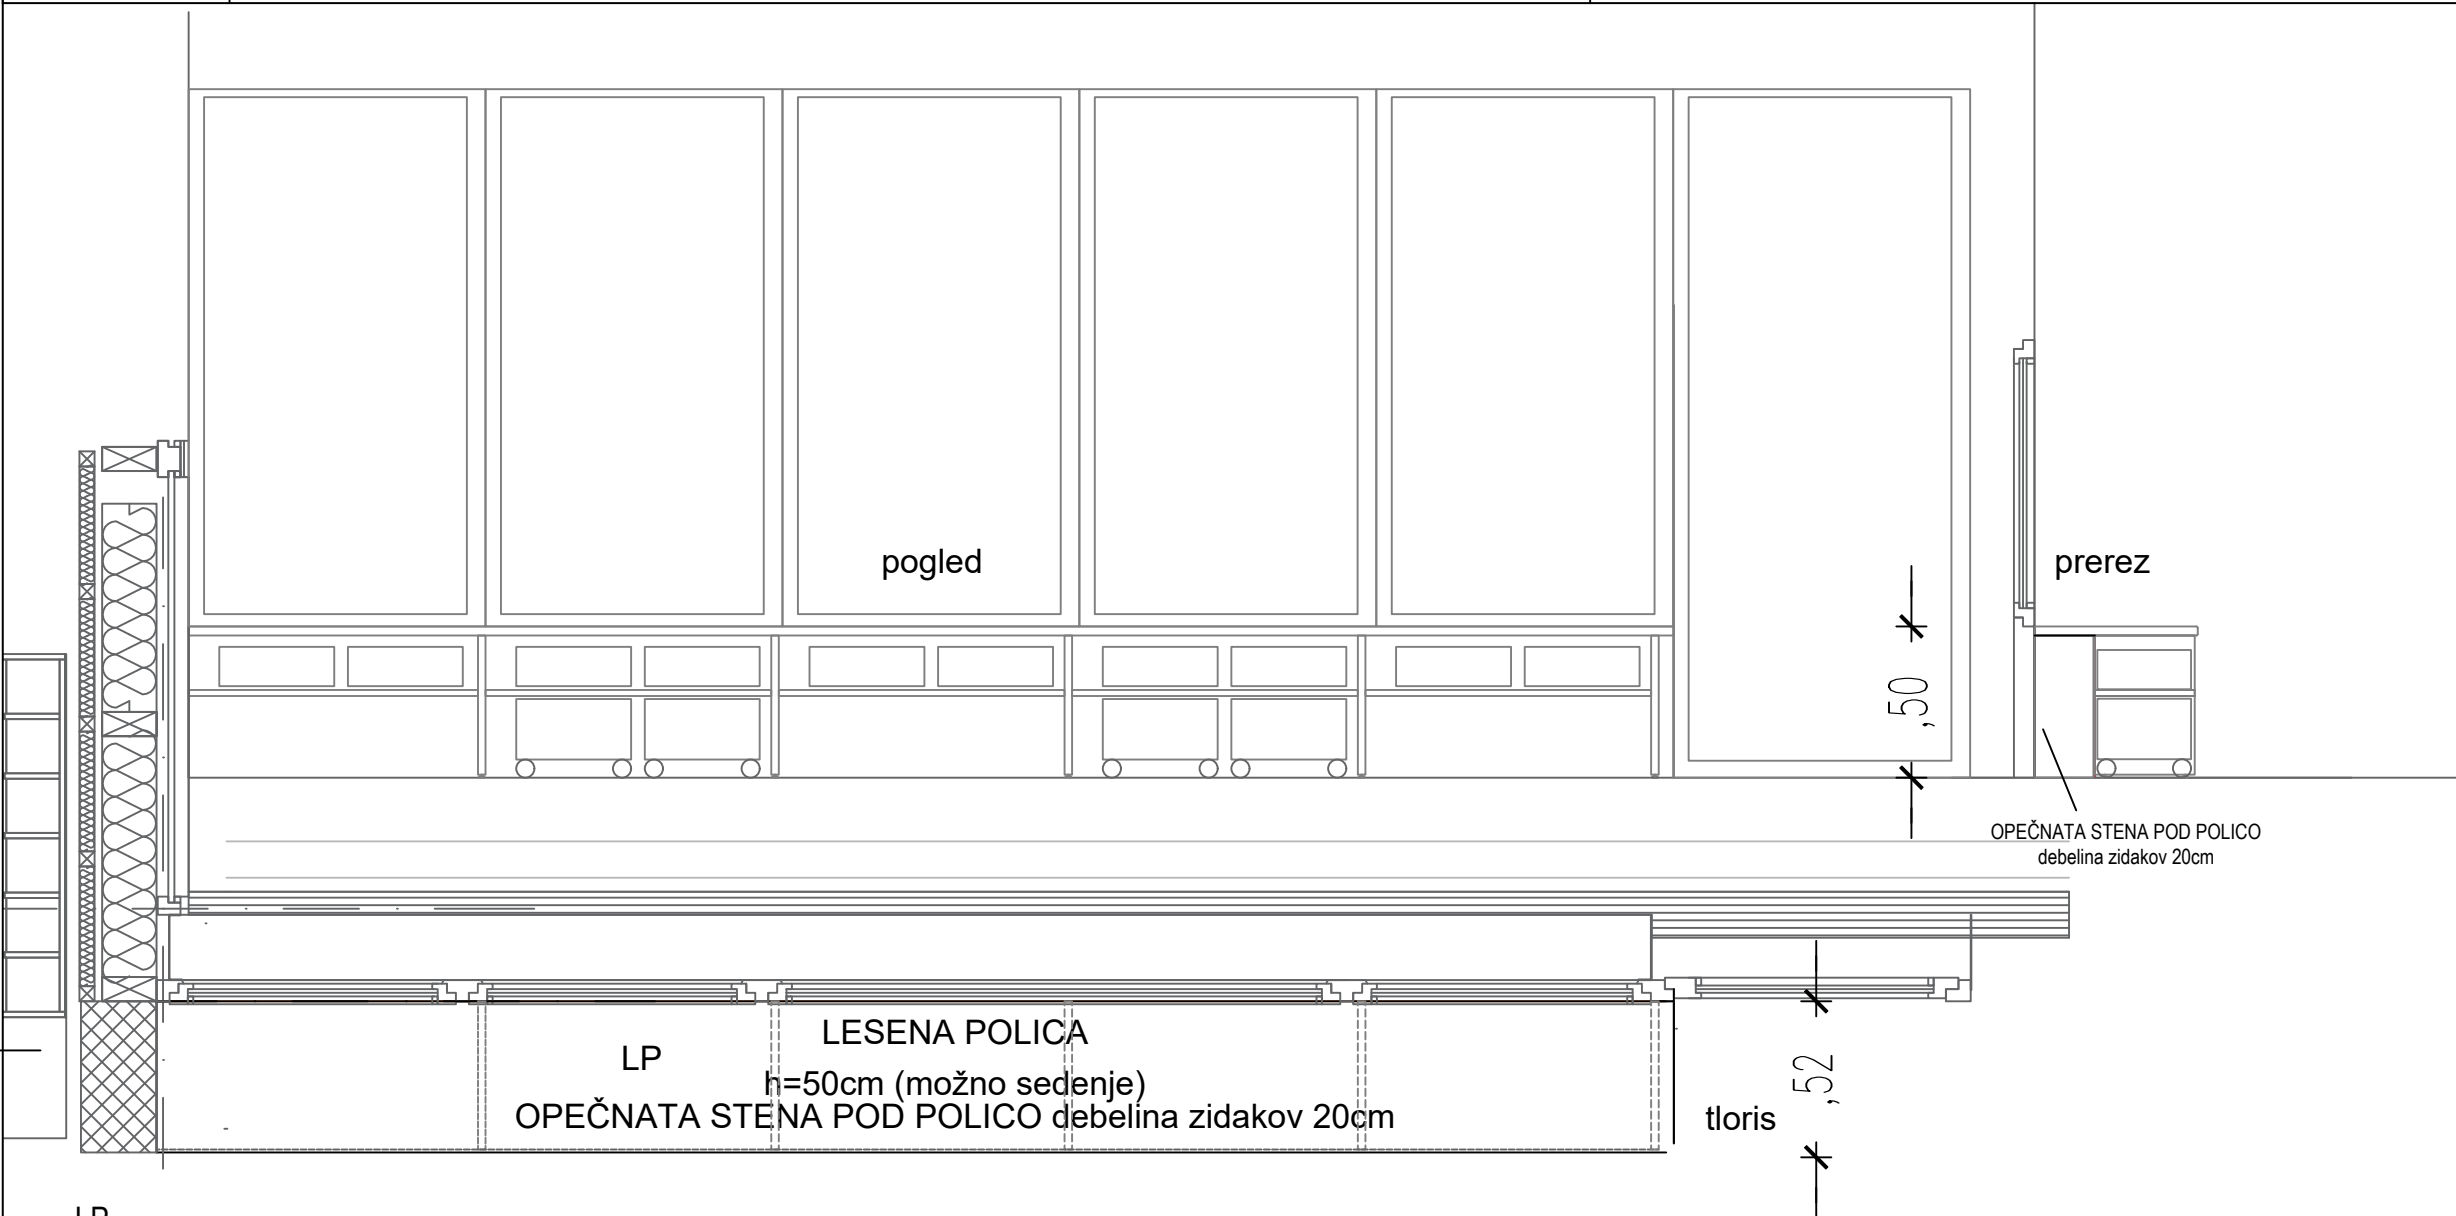 pogled
prerez
,50
OPEČNATA STENA POD POLICO
debelina zidakov 20cm
LESENA POLICA
LP
h=50cm (možno sedenje)
OPEČNATA STENA POD POLICO debelina zidakov 20cm
tloris
,52
LP